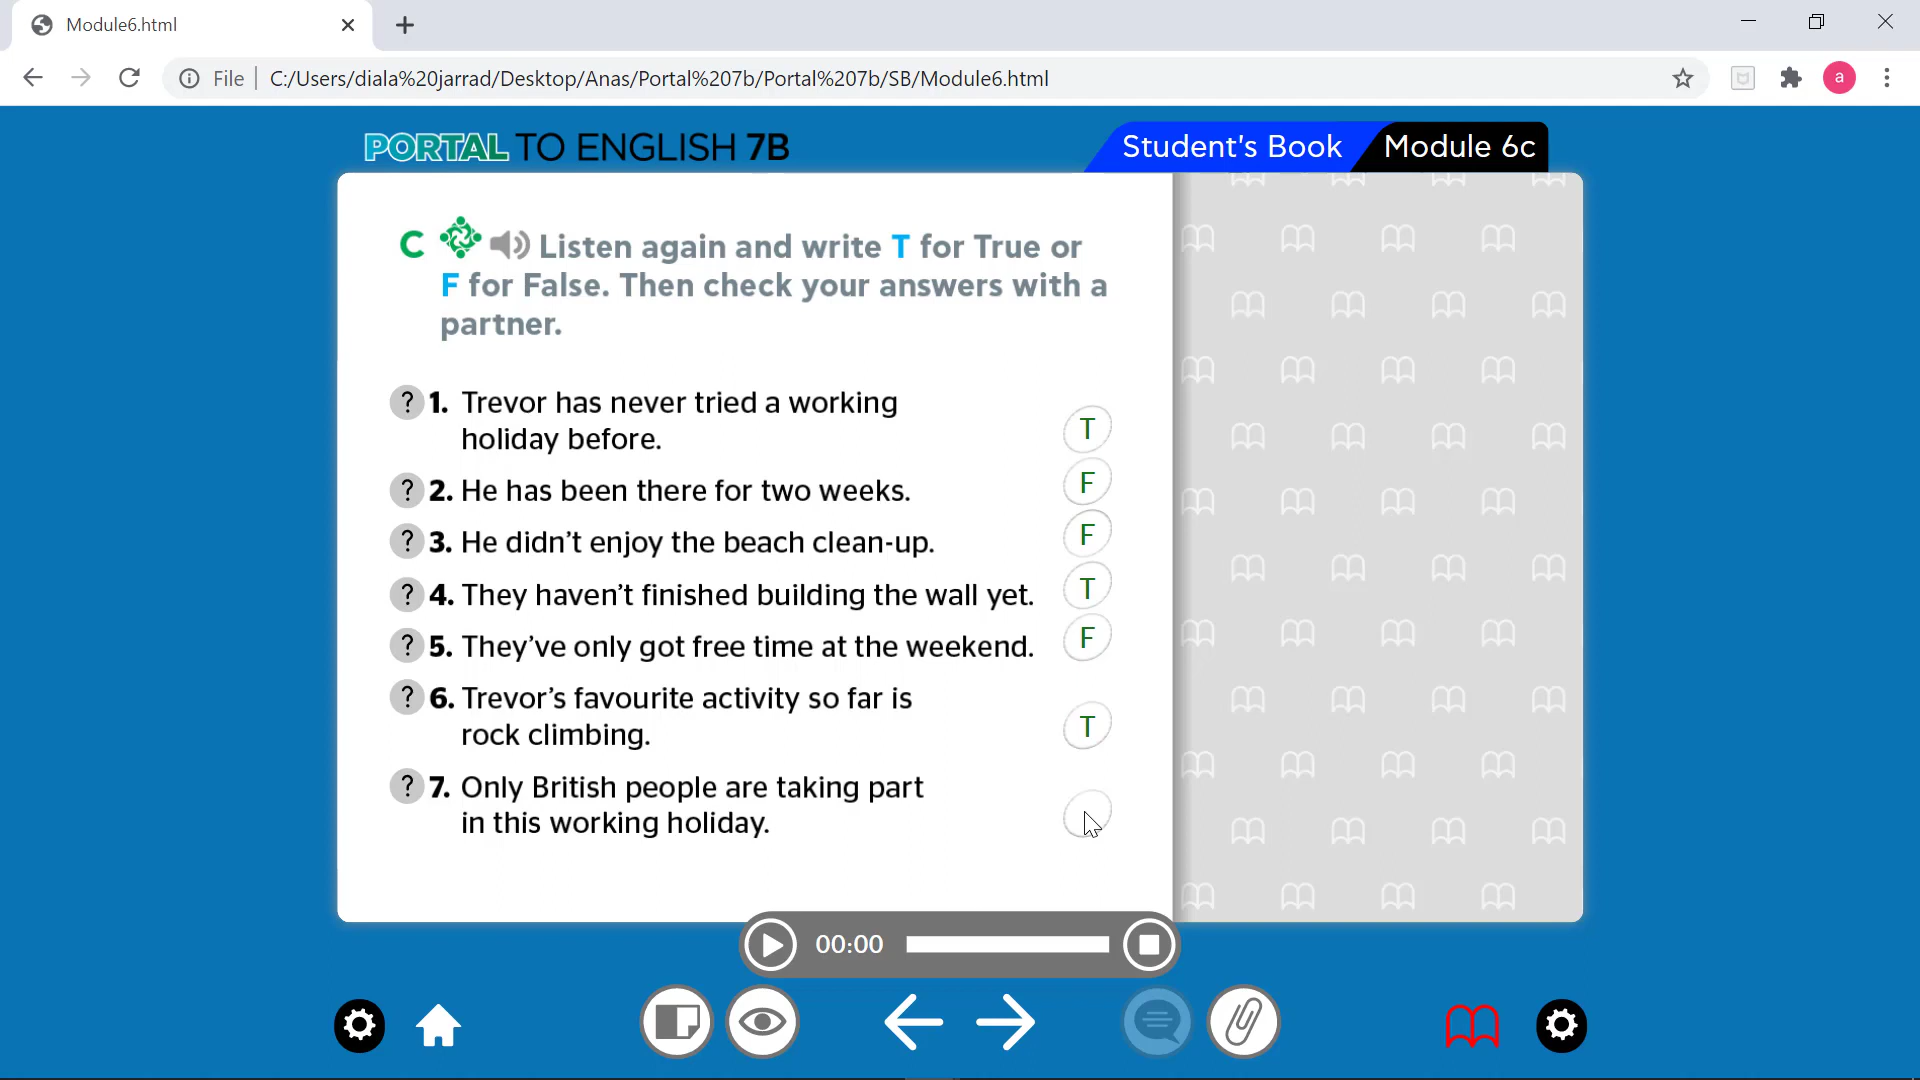 Module6.html
File C:/Users/diala%20jarrad/Desktop/Anas/Portal%207b/Portal%207b/SB/Module6.html
a
PORTAL TO ENGLISH 7B
Student's Book
Module 6c
C Listen again and write T for True or
F for False. Then check your answers with a
partner.
? 1. Trevor has never tried a working
holiday before.
T
? 2. He has been there for two weeks.
F
? 3. He didn't enjoy the beach clean-up.
F
? 4. They haven't finished building the wall yet.
T
? 5. They've only got free time at the weekend.
F
? 6. Trevor's favourite activity so far is
rock climbing.
T
? 7. Only British people are taking part
in this working holiday.
00:00